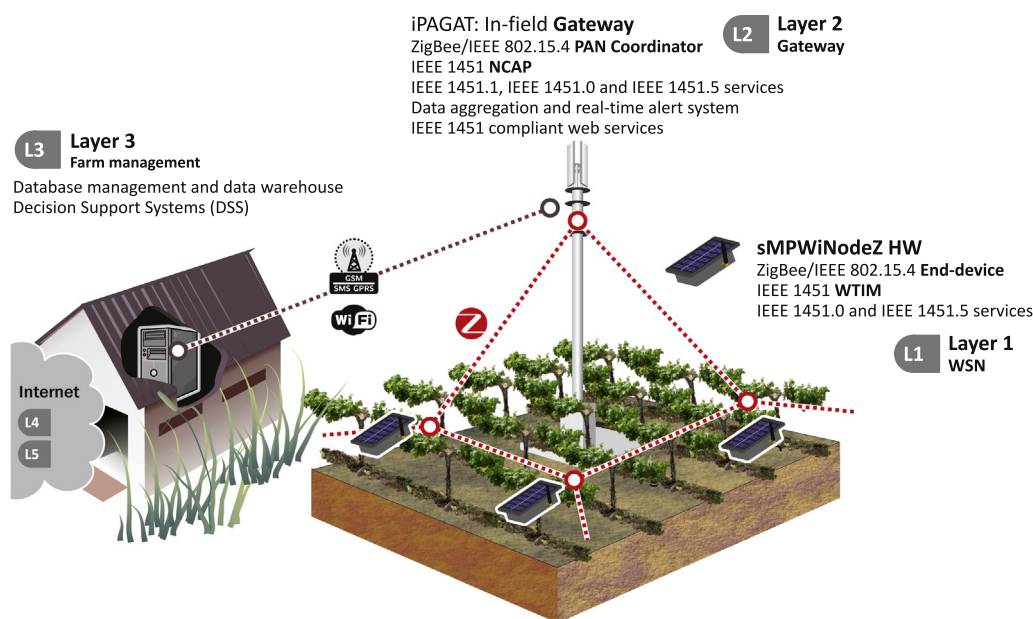 iPAGAT: In-field Gateway
ZigBee/IEEE 802.15.4 PAN Coordinator
IEEE 1451 NCAP
IEEE 1451.1, IEEE 1451.0 and IEEE 1451.5 services
Data aggregation and real-time alert system
IEEE 1451 compliant web services
L2
Layer 2
Gateway
L3
Layer 3
Farm management
Database management and data warehouse
Decision Support Systems (DSS)
GSM
SMS GPRS
Wi Fi
Z
sMPWiNodeZ HW
ZigBee/IEEE 802.15.4 End-device
IEEE 1451 WTIM
IEEE 1451.0 and IEEE 1451.5 services
L1
Layer 1
WSN
Internet
L4
L5